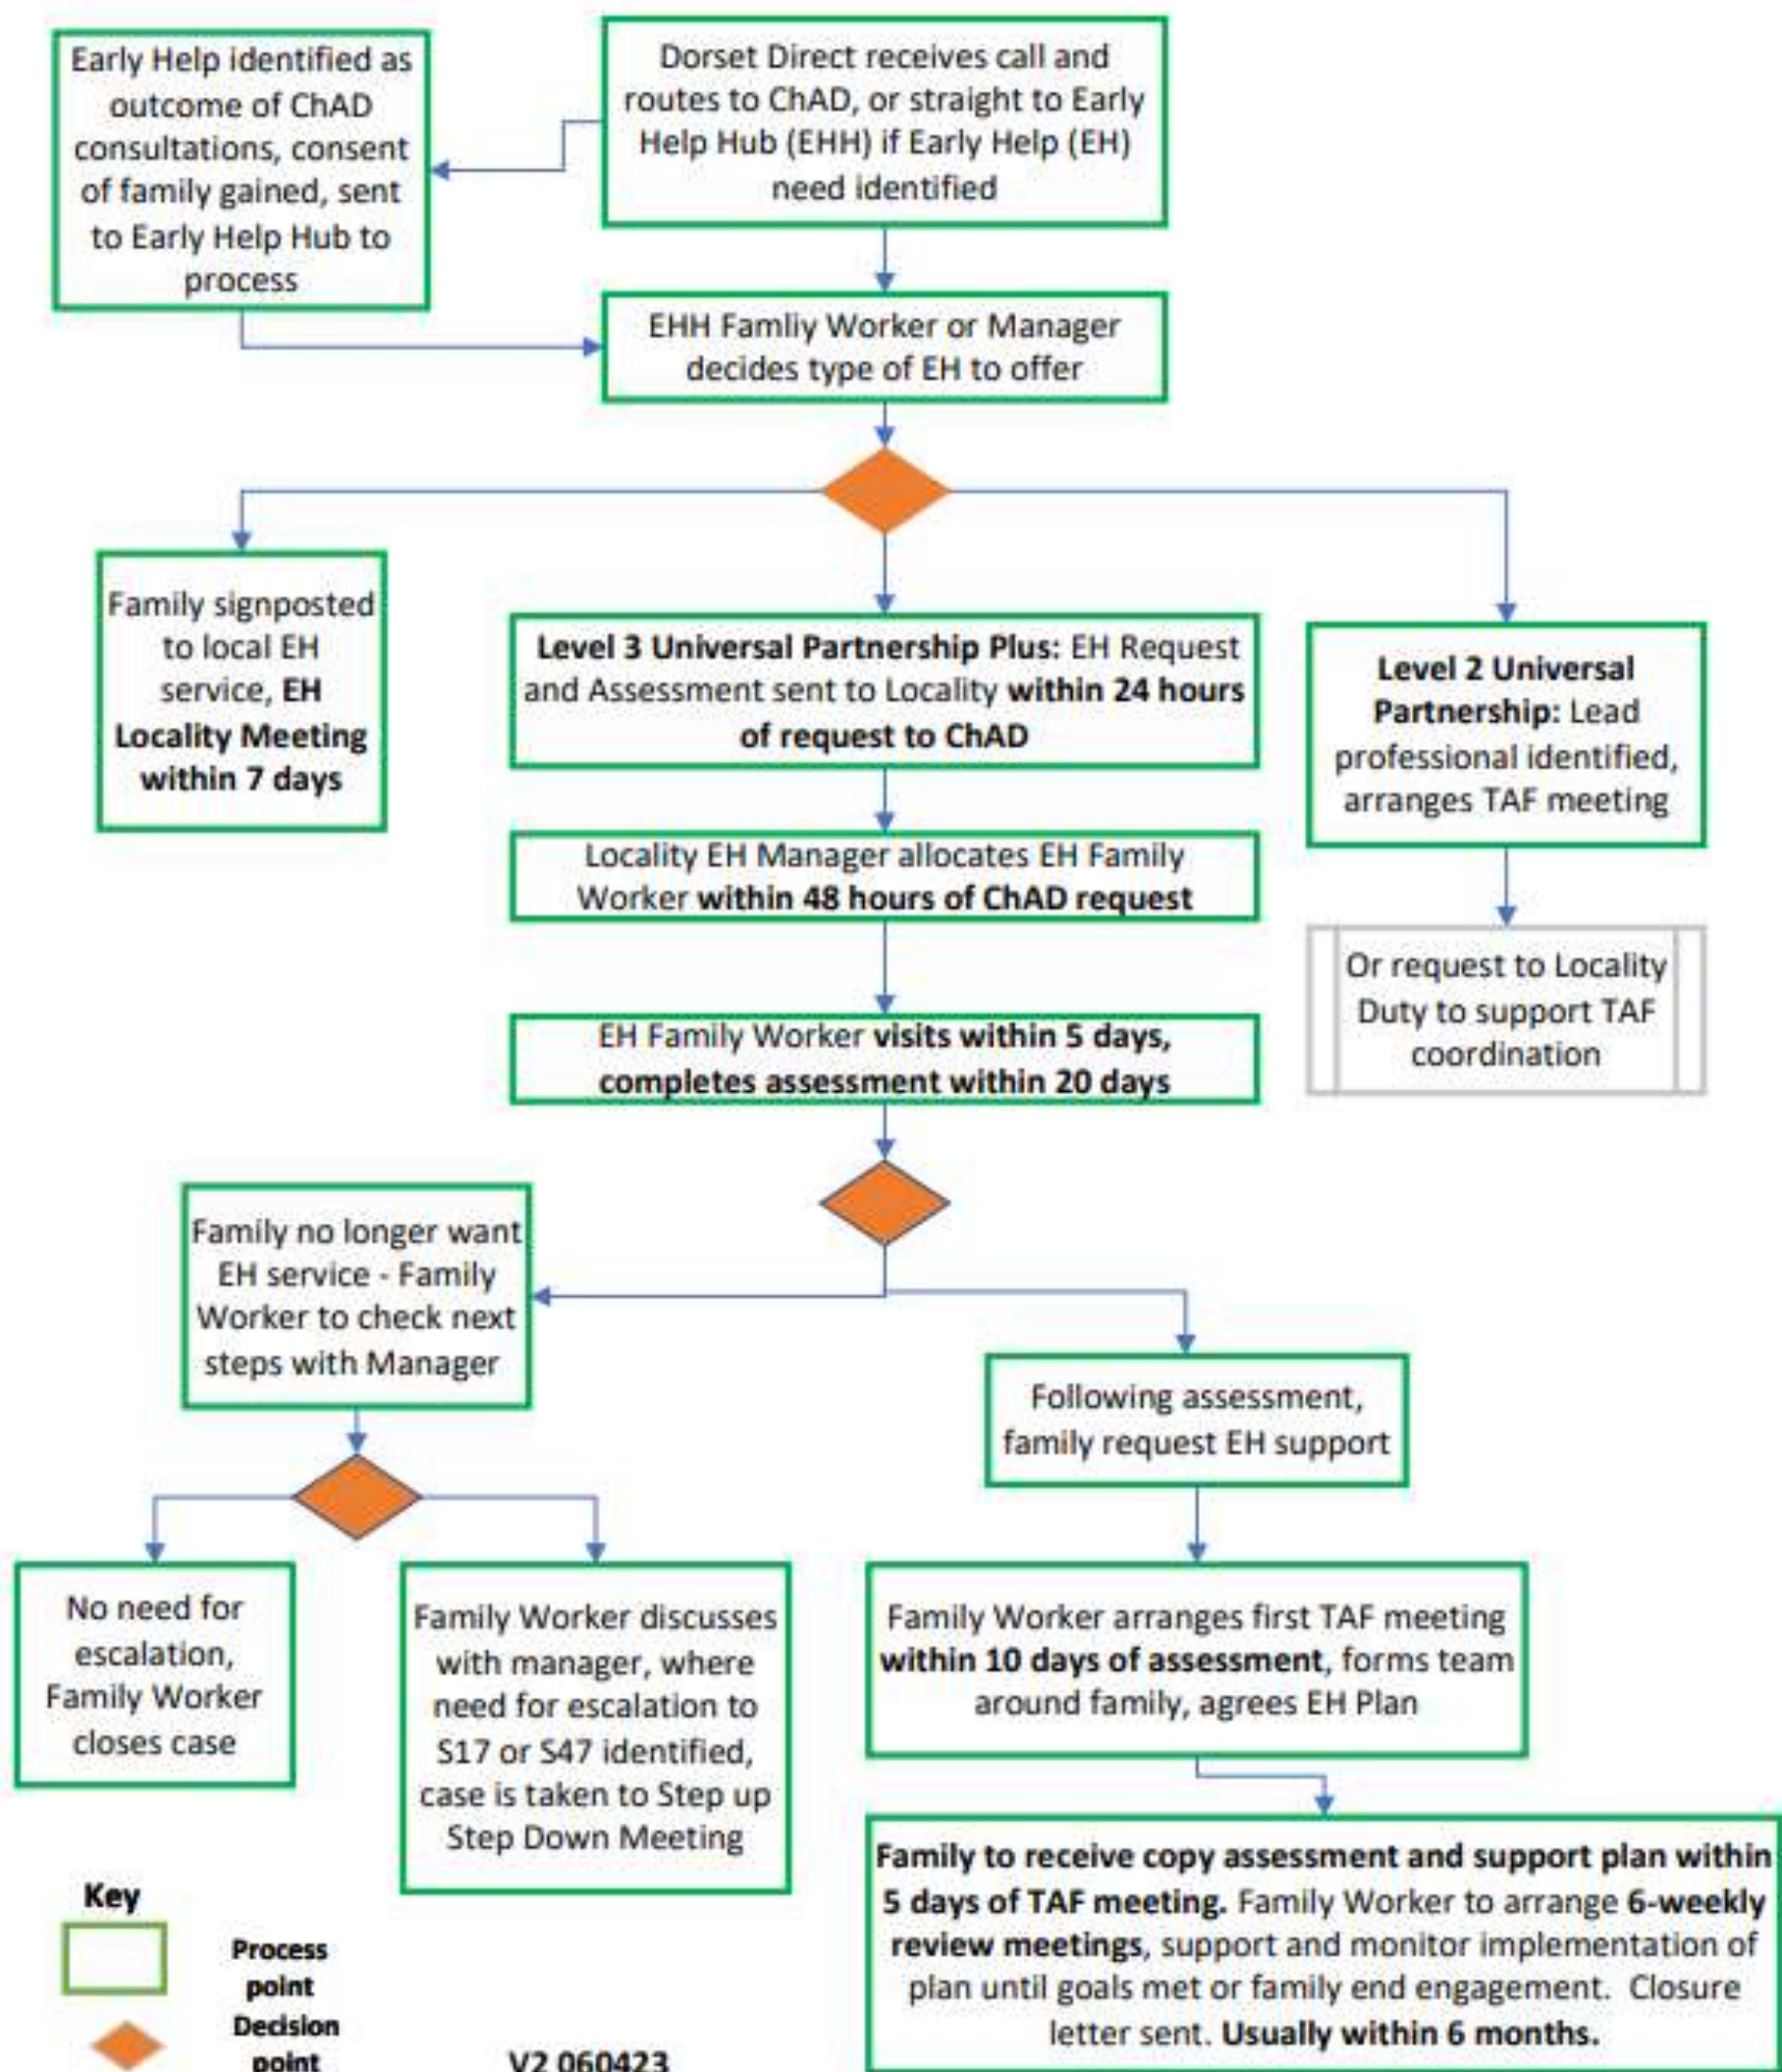 Early Help identified as
outcome of ChAD
consultations, consent
of family gained, sent
to Early Help Hub to
process
Dorset Direct receives call and
routes to ChAD, or straight to Early
Help Hub (EHH) if Early Help (EH)
need identified
EHH Famliy Worker or Manager
decides type of EH to offer
Family signposted
to local EH
service, EH
Locality Meeting
within 7 days
Level 3 Universal Partnership Plus: EH Request
and Assessment sent to Locality within 24 hours
of request to ChAD
Level 2 Universal
Partnership: Lead
professional identified,
arranges TAF meeting
Locality EH Manager allocates EH Family
Worker within 48 hours of ChAD request
Or request to Locality
Duty to support TAF
coordination
EH Family Worker visits within 5 days,
completes assessment within 20 days
Family no longer want
EH service - Family
Worker to check next
steps with Manager
Following assessment,
family request EH support
No need for
escalation,
Family Worker
closes case
Family Worker discusses
with manager, where
need for escalation to
S17 or S47 identified,
case is taken to Step up
Step Down Meeting
Family Worker arranges first TAF meeting
within 10 days of assessment, forms team
around family, agrees EH Plan
Family to receive copy assessment and support plan within
5 days of TAF meeting. Family Worker to arrange 6-weekly
review meetings, support and monitor implementation of
plan until goals met or family end engagement. Closure
letter sent. Usually within 6 months.
Key
Process
point
Decision
point
V2 060423